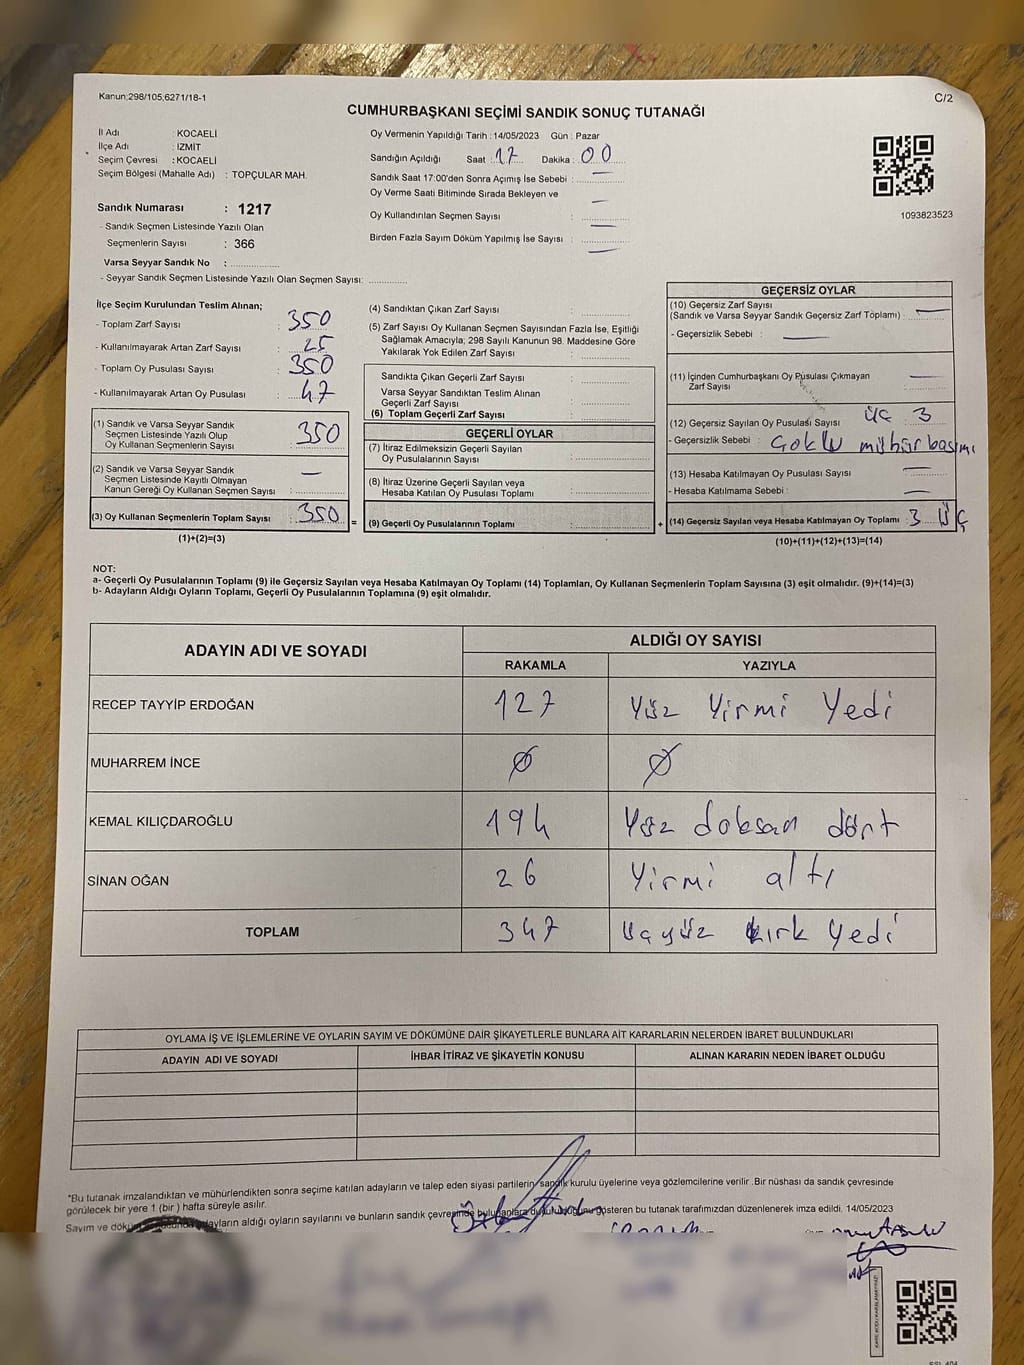 Kanun;298/105;6271/18-1
C/2
CUMHURBAŞKANI SEÇİMİ SANDIK SONUÇ TUTANAĞI
İl Adı : KOCAELİ
İlçe Adı : İZMİT
Seçim Çevresi : KOCAELİ
Seçim Bölgesi (Mahalle Adı) : TOPÇULAR MAH.
Sandık Numarası : 1217
- Sandık Seçmen Listesinde Yazılı Olan
Seçmenlerin Sayısı : 366
Varsa Seyyar Sandık No :
- Seyyar Sandık Seçmen Listesinde Yazılı Olan Seçmen Sayısı:
Oy Vermenin Yapıldığı Tarih : 14/05/2023 Gün : Pazar
Sandığın Açıldığı Saat : 17 Dakika : 00
Sandık Saat 17:00'den Sonra Açımış İse Sebebi : —
Oy Verme Saati Bitiminde Sırada Bekleyen ve
Oy Kullandırılan Seçmen Sayısı : —
Birden Fazla Sayım Döküm Yapılmış İse Sayısı : —
1093823523
İlçe Seçim Kurulundan Teslim Alınan;
- Toplam Zarf Sayısı : 350
- Kullanılmayarak Artan Zarf Sayısı : 25
- Toplam Oy Pusulası Sayısı : 350
- Kullanılmayarak Artan Oy Pusulası : 47
(1) Sandık ve Varsa Seyyar Sandık
Seçmen Listesinde Yazılı Olup
Oy Kullanan Seçmenlerin Sayısı : 350
(2) Sandık ve Varsa Seyyar Sandık
Seçmen Listesinde Kayıtlı Olmayan
Kanun Gereği Oy Kullanan Seçmen Sayısı : —
(3) Oy Kullanan Seçmenlerin Toplam Sayısı : 350 =
(1)+(2)=(3)
(4) Sandıktan Çıkan Zarf Sayısı :
(5) Zarf Sayısı Oy Kullanan Seçmen Sayısından Fazla İse, Eşitliği
Sağlamak Amacıyla; 298 Sayılı Kanunun 98. Maddesine Göre
Yakılarak Yok Edilen Zarf Sayısı :
Sandıkta Çıkan Geçerli Zarf Sayısı :
Varsa Seyyar Sandıktan Teslim Alınan
Geçerli Zarf Sayısı :
(6) Toplam Geçerli Zarf Sayısı :
GEÇERLİ OYLAR
(7) İtiraz Edilmeksizin Geçerli Sayılan
Oy Pusulalarının Sayısı :
(8) İtiraz Üzerine Geçerli Sayılan veya
Hesaba Katılan Oy Pusulası Toplamı :
(9) Geçerli Oy Pusulalarının Toplamı : +
GEÇERSİZ OYLAR
(10) Geçersiz Zarf Sayısı
(Sandık ve Varsa Seyyar Sandık Geçersiz Zarf Toplamı) : —
- Geçersizlik Sebebi : —
(11) İçinden Cumhurbaşkanı Oy Pusulası Çıkmayan
Zarf Sayısı : —
(12) Geçersiz Sayılan Oy Pusulası Sayısı : üç 3
- Geçersizlik Sebebi : çoklu mühür basımı
(13) Hesaba Katılmayan Oy Pusulası Sayısı : —
- Hesaba Katılmama Sebebi : —
(14) Geçersiz Sayılan veya Hesaba Katılmayan Oy Toplamı : 3 ÜÇ
(10)+(11)+(12)+(13)=(14)
NOT:
a- Geçerli Oy Pusulalarının Toplamı (9) ile Geçersiz Sayılan veya Hesaba Katılmayan Oy Toplamı (14) Toplamları, Oy Kullanan Seçmenlerin Toplam Sayısına (3) eşit olmalıdır. (9)+(14)=(3)
b- Adayların Aldığı Oyların Toplamı, Geçerli Oy Pusulalarının Toplamına (9) eşit olmalıdır.
ADAYIN ADI VE SOYADI
ALDIĞI OY SAYISI
RAKAMLA YAZIYLA
RECEP TAYYİP ERDOĞAN 127 Yüz Yirmi Yedi
MUHARREM İNCE Ø Ø
KEMAL KILIÇDAROĞLU 194 Yüz doksan dört
SİNAN OĞAN 26 Yirmi altı
TOPLAM 347 kırk Yedi
OYLAMA İŞ VE İŞLEMLERİNE VE OYLARIN SAYIM VE DÖKÜMÜNE DAİR ŞİKAYETLERLE BUNLARA AİT KARARLARIN NELERDEN İBARET BULUNDUKLARI
ADAYIN ADI VE SOYADI İHBAR İTİRAZ VE ŞİKAYETİN KONUSU ALINAN KARARIN NEDEN İBARET OLDUĞU
"Bu tutanak imzalandıktan ve mühürlendikten sonra seçime katılan adayların ve talep eden siyasi partilerin sandık kurulu üyelerine veya gözlemcilerine verilir .Bir nüshası da sandık çevresinde
görülecek bir yere 1 (bir ) hafta süreyle asılır.
Sayım ve döküm adayların aldığı oyların sayılarını ve bunların sandık çevresinde gösteren bu tutanak tarafımızdan düzenlenerek imza edildi. 14/05/2023